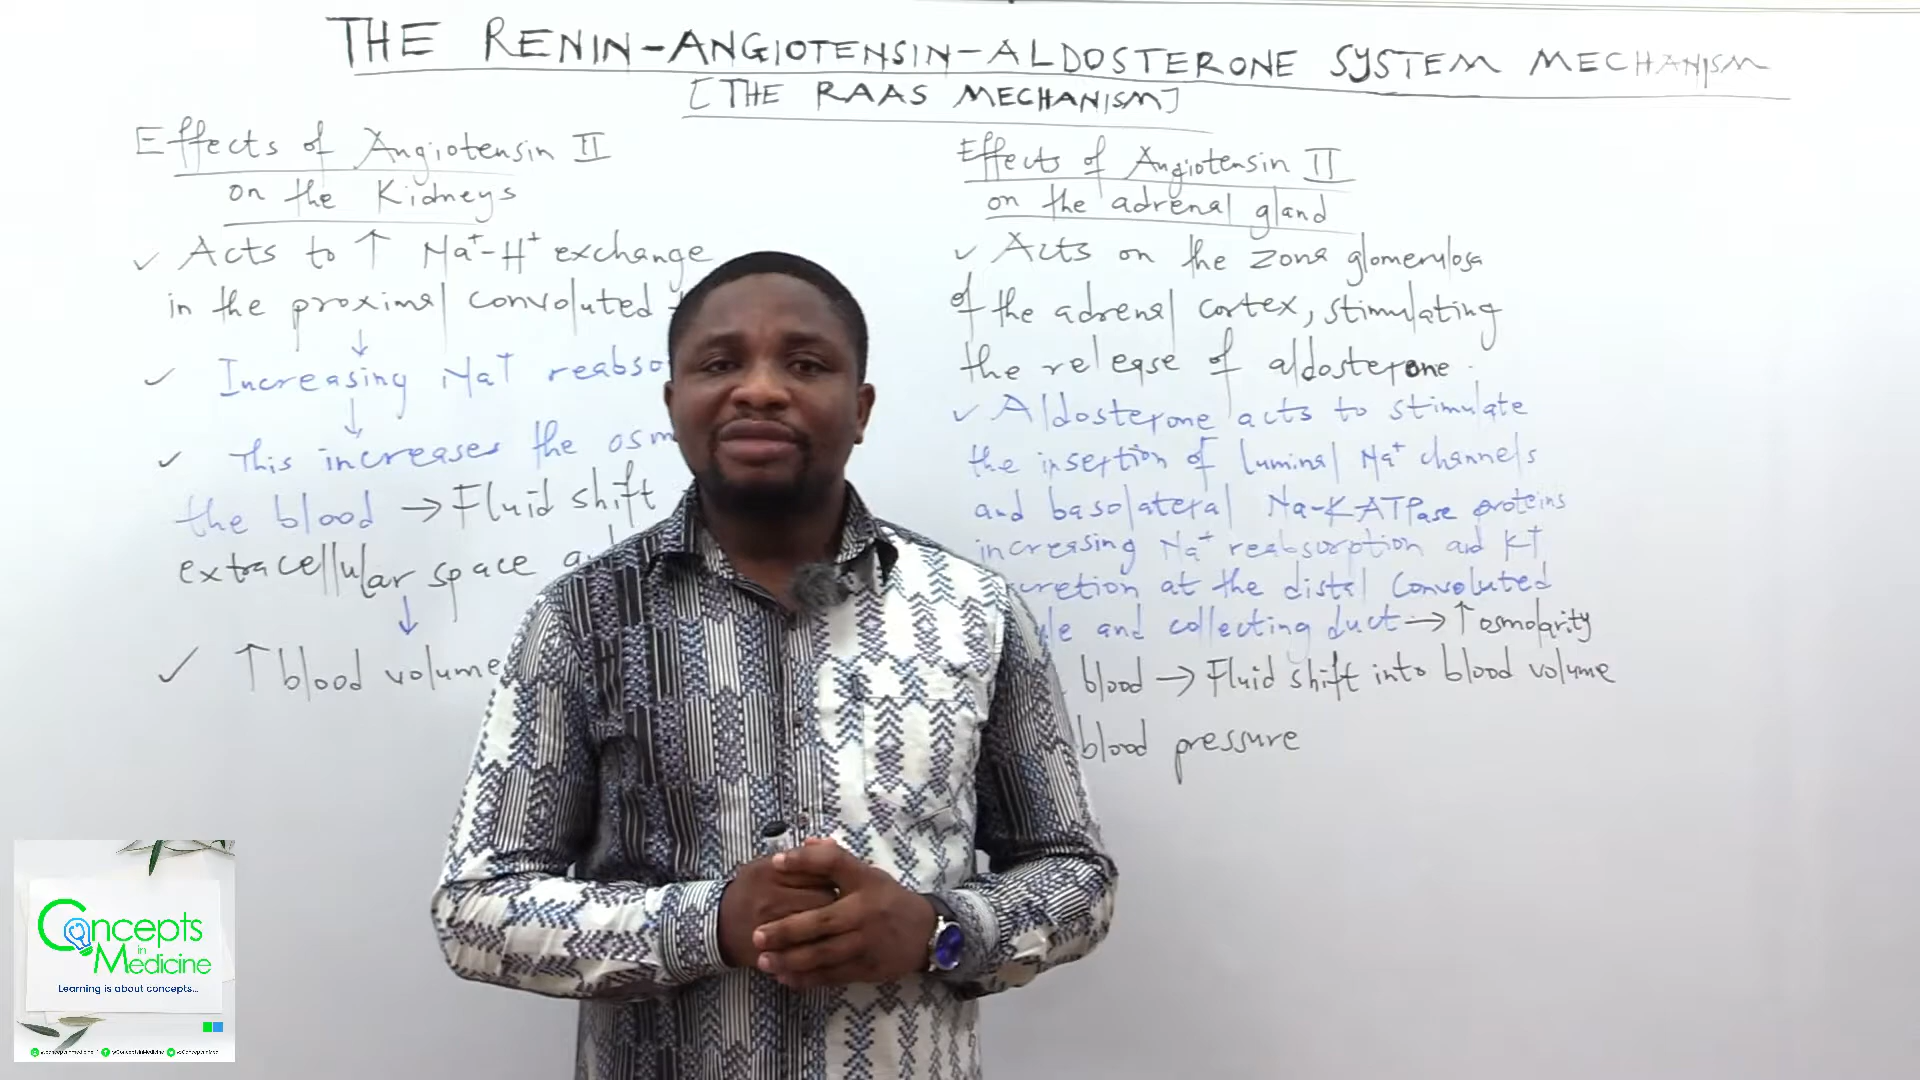 THE RENIN-ANGIOTENSIN-ALDOSTERONE SYSTEM MECHANISM
[THE RAAS MECHANISM]
Effects of Angiotensin II
on the Kidneys
✓ Acts to ↑ Na⁺-H⁺ exchange
in the proximal convoluted
↓
✓ Increasing Na⁺ reabso
↓
✓ This increases the osm
the blood → Fluid shift
extracellular space
↓
✓ ↑ blood volume
Effects of Angiotensin II
on the adrenal gland
✓ Acts on the zona glomerulosa
of the adrenal cortex, stimulating
the release of aldosterone.
✓ Aldosterone acts to stimulate
the insertion of luminal Na⁺ channels
and basolateral Na-K-ATPase proteins
increasing Na⁺ reabsorption and K⁺
cretion at the distal convoluted
le and collecting duct → ↑ osmolarity
blood → Fluid shift into blood volume
blood pressure
Concepts
in
Medicine
Learning is about concepts...